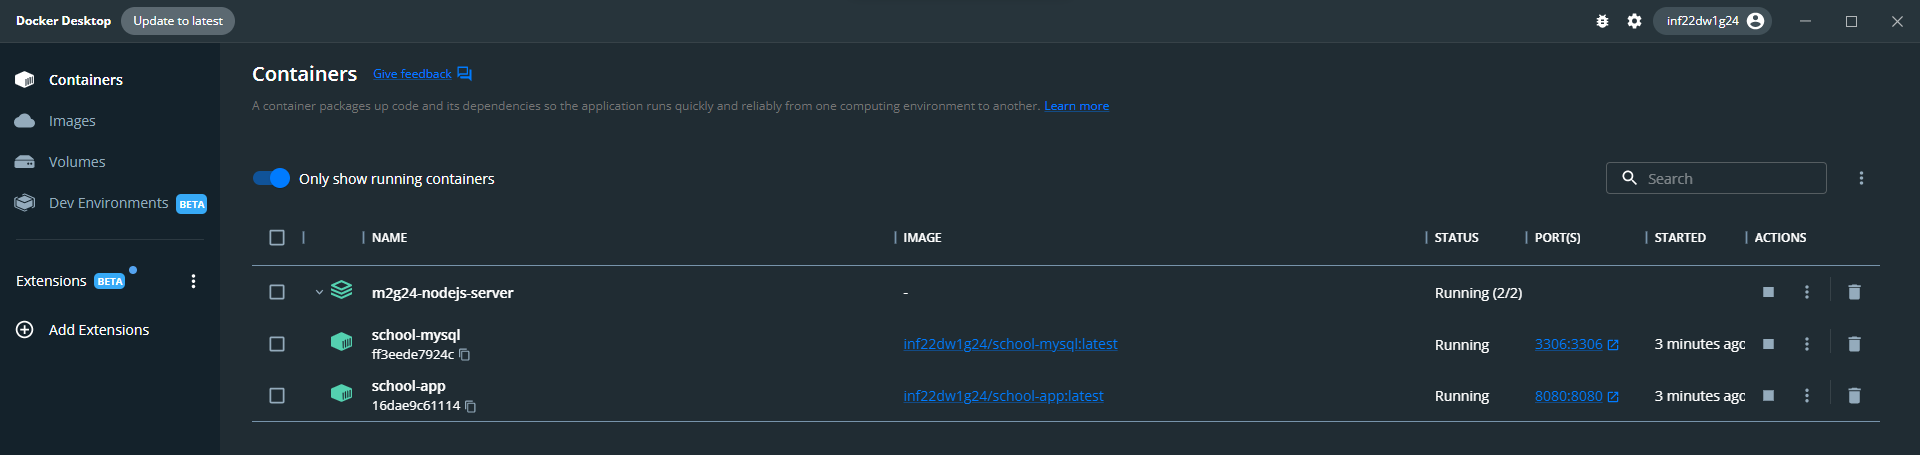 Docker Desktop Update to latest inf22dw1g24
Containers
Images
Volumes
Dev Environments BETA
Extensions BETA
Add Extensions
Containers Give feedback
A container packages up code and its dependencies so the application runs quickly and reliably from one computing environment to another. Learn more
Only show running containers Search
NAME IMAGE STATUS PORT(S) STARTED ACTIONS
m2g24-nodejs-server - Running (2/2)
school-mysql
ff3eede7924c inf22dw1g24/school-mysql:latest Running 3306:3306 3 minutes ago
school-app
16dae9c61114 inf22dw1g24/school-app:latest Running 8080:8080 3 minutes ago